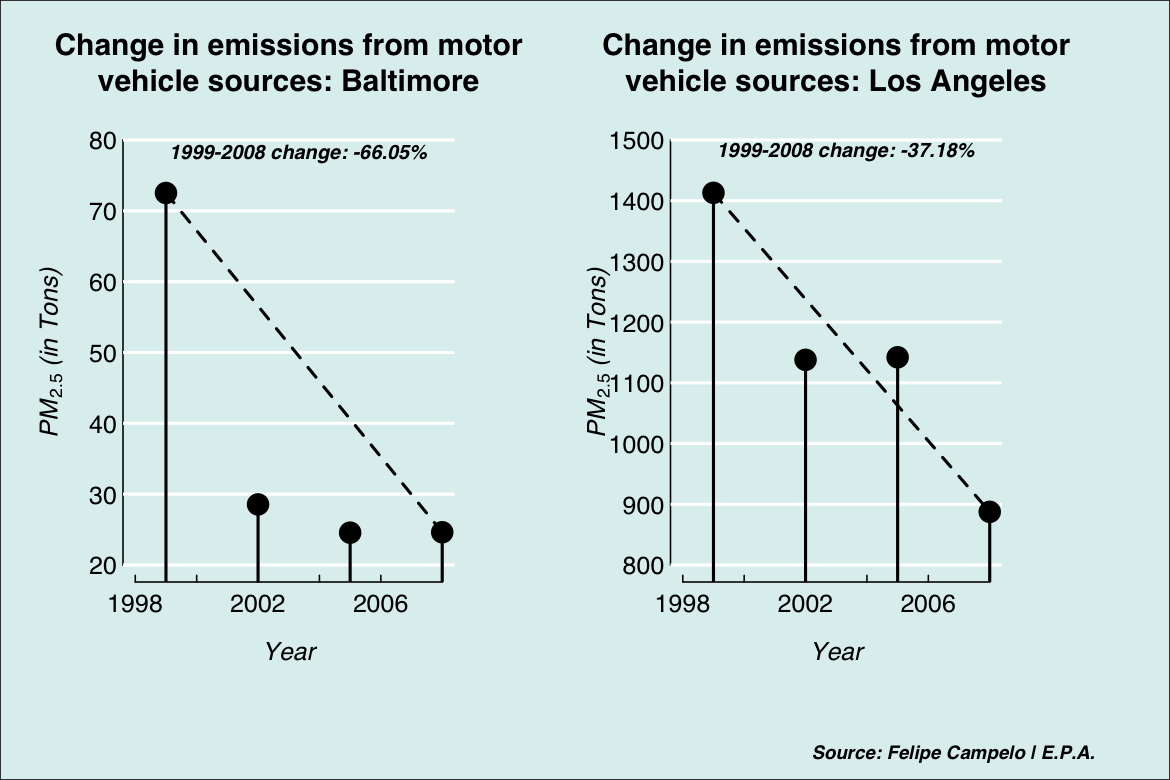 Change in emissions from motor
vehicle sources: Baltimore
1999-2008 change: -66.05%
80
70
60
50
40
30
20
PM2.5 (in Tons)
1998 2002 2006
Year
Change in emissions from motor
vehicle sources: Los Angeles
1999-2008 change: -37.18%
1500
1400
1300
1200
1100
1000
900
800
PM2.5 (in Tons)
1998 2002 2006
Year
Source: Felipe Campelo | E.P.A.